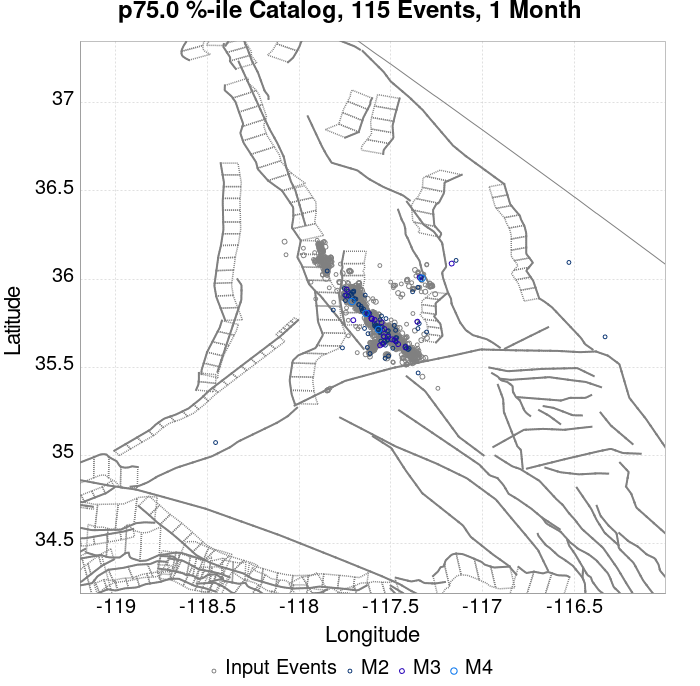 p75.0 %-ile Catalog, 115 Events, 1 Month
37
36.5
36
35.5
35
34.5
Latitude
-119
-118.5
-118
-117.5
-117
-116.5
Longitude
Input Events
M2
M3
M4